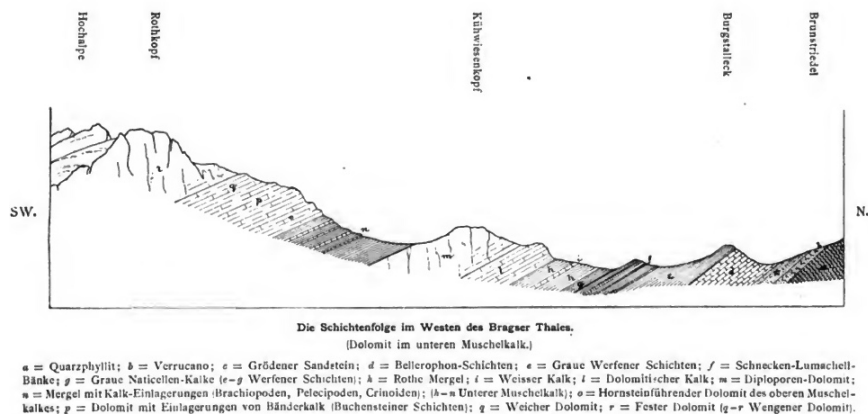 Hochalpe
Rothkopf
Kühwiesenkopf
Burgstalleck
Brunstriedel
SW.
N.
q
p
n
m
l
h
h
f
d
Die Schichtenfolge im Westen des Bragser Thales.
(Dolomit im unteren Muschelkalk.)
a = Quarzphyllit; b = Verrucano; c = Grödener Sandstein; d = Bellerophon-Schichten; e = Graue Werfener Schichten; f = Schnecken-Lumachell-
Bänke; g = Graue Naticellen-Kalke (e–g Werfener Schichten); h = Rothe Mergel; i = Weisser Kalk; l = Dolomitischer Kalk; m = Diploporen-Dolomit;
n = Mergel mit Kalk-Einlagerungen (Brachiopoden, Pelecipoden, Crinoiden); (h–n Unterer Muschelkalk); o = Hornsteinführender Dolomit des oberen Muschel-
kalkes; p = Dolomit mit Einlagerungen von Bänderkalk (Buchensteiner Schichten); q = Weicher Dolomit; r = Fester Dolomit (q–r Wengener Dolomit)